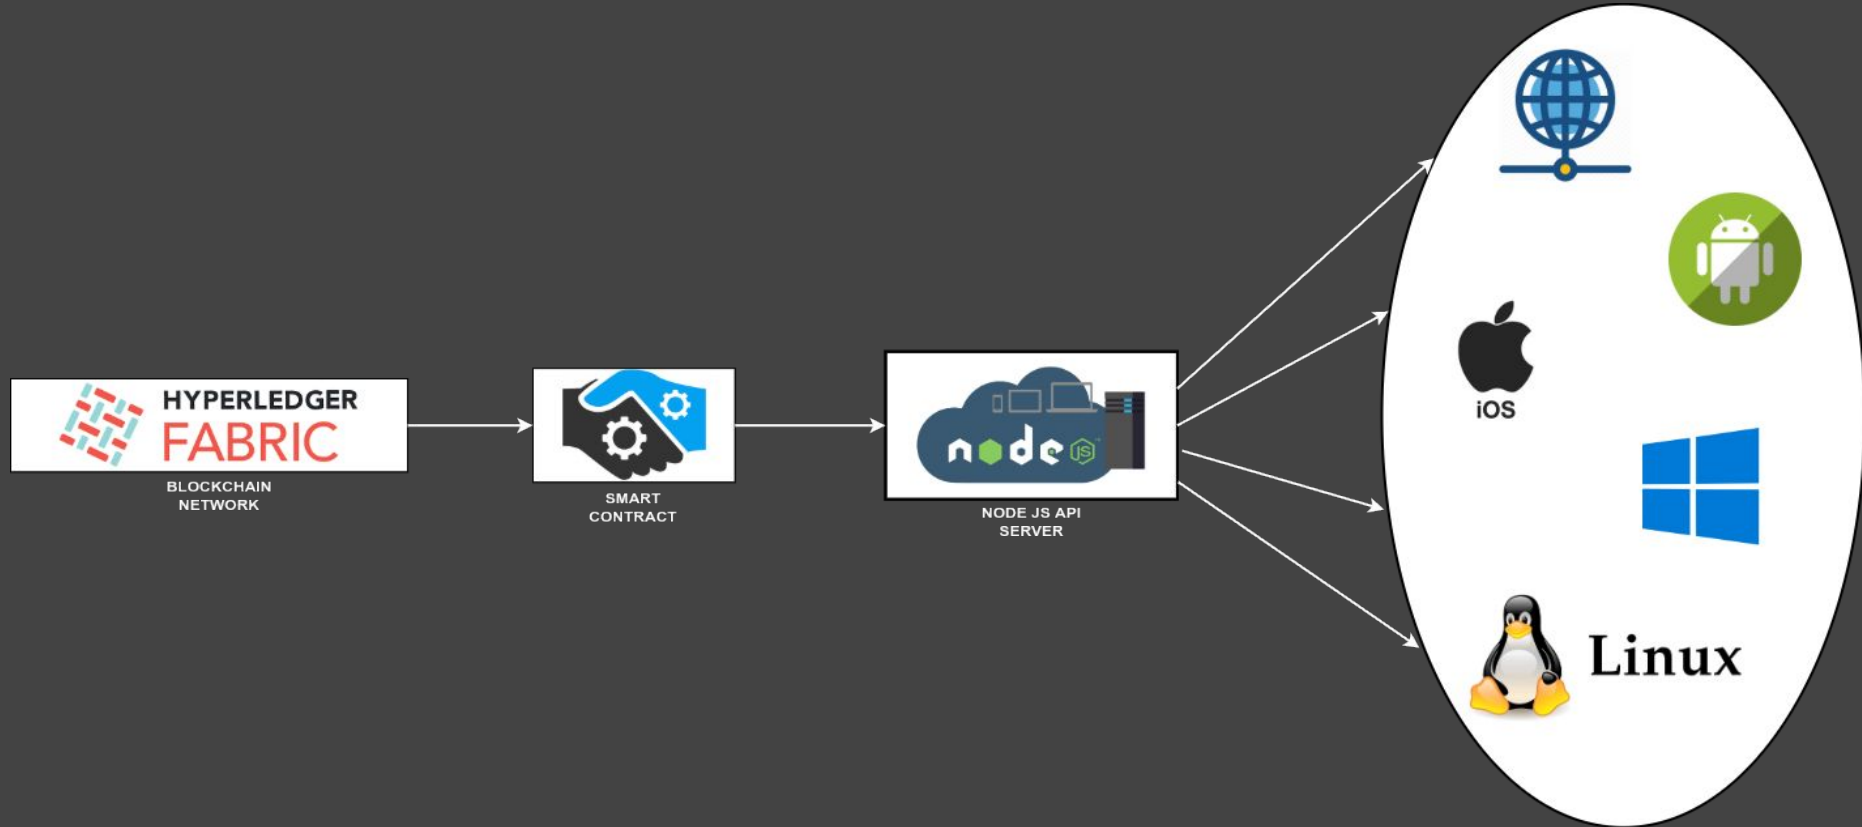 HYPERLEDGER
FABRIC
BLOCKCHAIN
NETWORK
SMART
CONTRACT
node JS
NODE JS API
SERVER
iOS
Linux